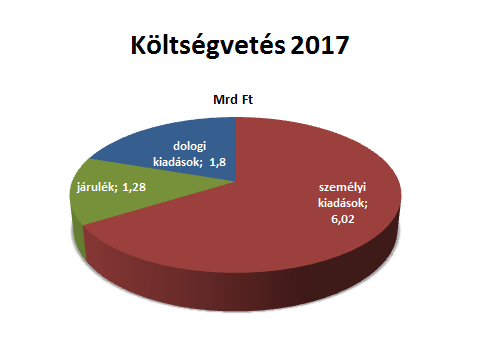 Költségvetés 2017
Mrd Ft
dologi
kiadások; 1,8
járulék; 1,28
személyi
kiadások;
6,02